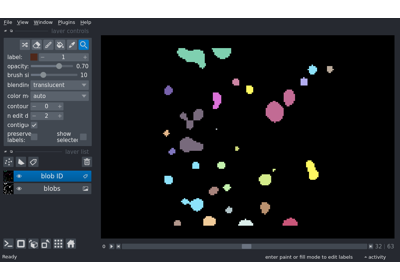 File View Window Plugins Help
layer controls
label: 1
opacity: 0.70
brush si 10
blending translucent
color m auto
contour 0
n edit d 2
contigu
preserve labels
show selected
layer list
blob ID
blobs
32 63
Ready
enter paint or fill mode to edit labels
activity